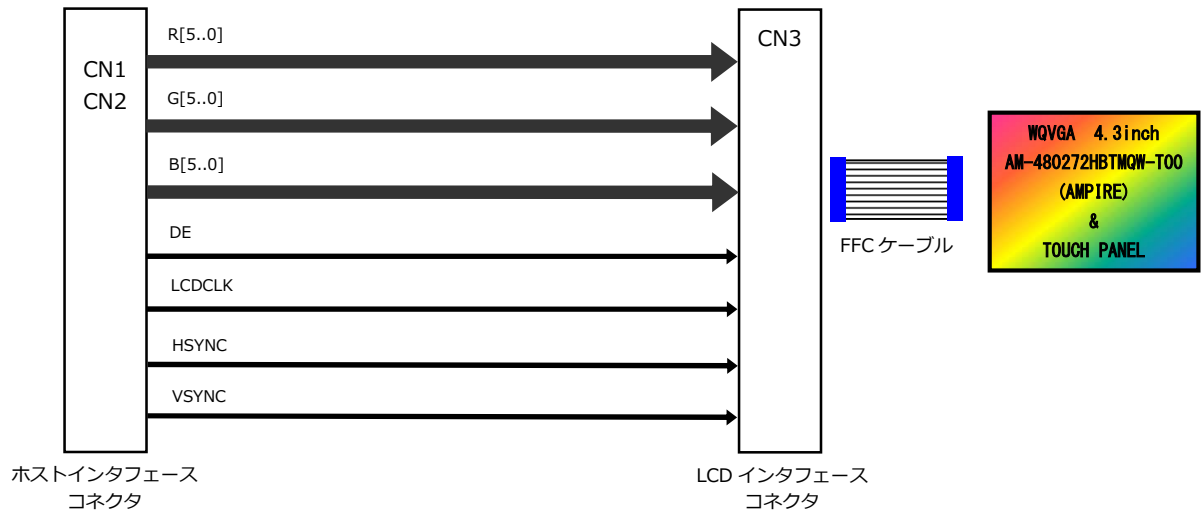 R[5..0]
CN1
CN2
G[5..0]
B[5..0]
DE
LCDCLK
HSYNC
VSYNC
ホストインタフェース
コネクタ
CN3
LCD インタフェース
コネクタ
FFC ケーブル
WQVGA 4.3inch
AM-480272HBTMQW-T00
(AMPIRE)
&
TOUCH PANEL